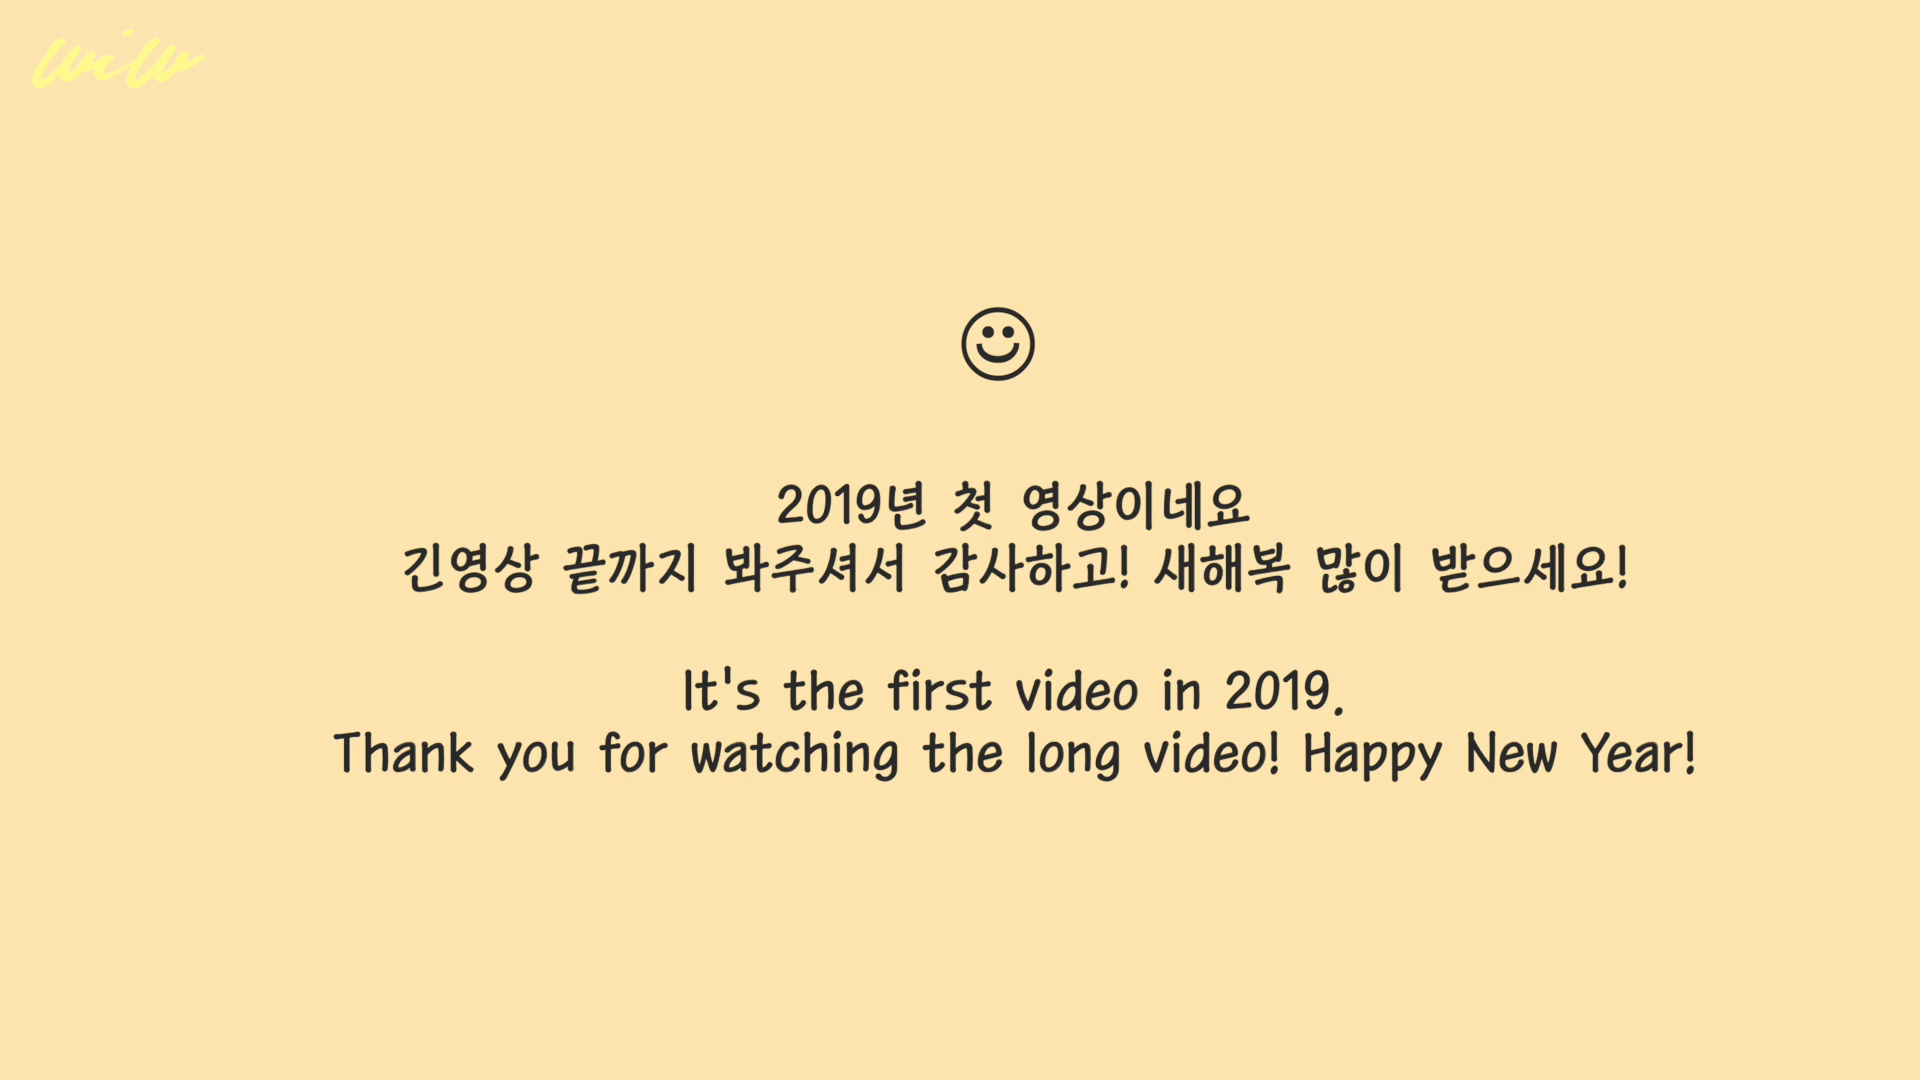 wiw
2019년 첫 영상이네요
긴영상 끝까지 봐주셔서 감사하고! 새해복 많이 받으세요!
It's the first video in 2019.
Thank you for watching the long video! Happy New Year!